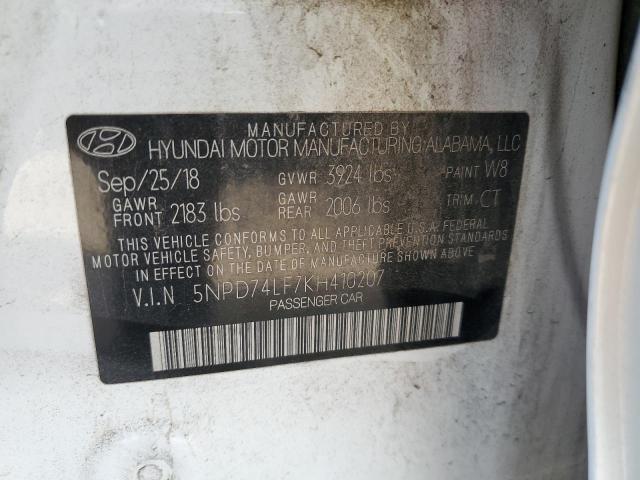 MANUFACTURED BY
HYUNDAI MOTOR MANUFACTURING ALABAMA, LLC
Sep/25/18 GVWR 3924 lbs PAINT W8
GAWR FRONT 2183 lbs GAWR REAR 2006 lbs TRIM CT
THIS VEHICLE CONFORMS TO ALL APPLICABLE U.S.A. FEDERAL
MOTOR VEHICLE SAFETY, BUMPER, AND THEFT PREVENTION STANDARDS
IN EFFECT ON THE DATE OF MANUFACTURE SHOWN ABOVE.
V.I.N 5NPD74LF7KH410207
PASSENGER CAR